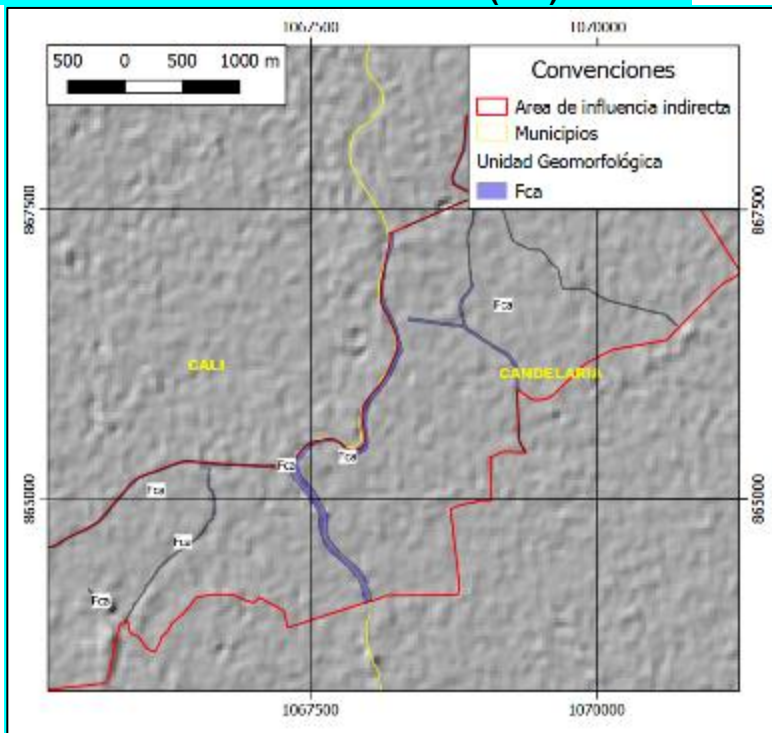 1067500
1070000
500 0 500 1000 m
Convenciones
Area de influencia indirecta
Municipios
Unidad Geomorfológica
Fca
867500
867500
Fca
CALI
CANDELARIA
Fca
Fca
Fca
865000
865000
Fca
Fca
1067500
1070000